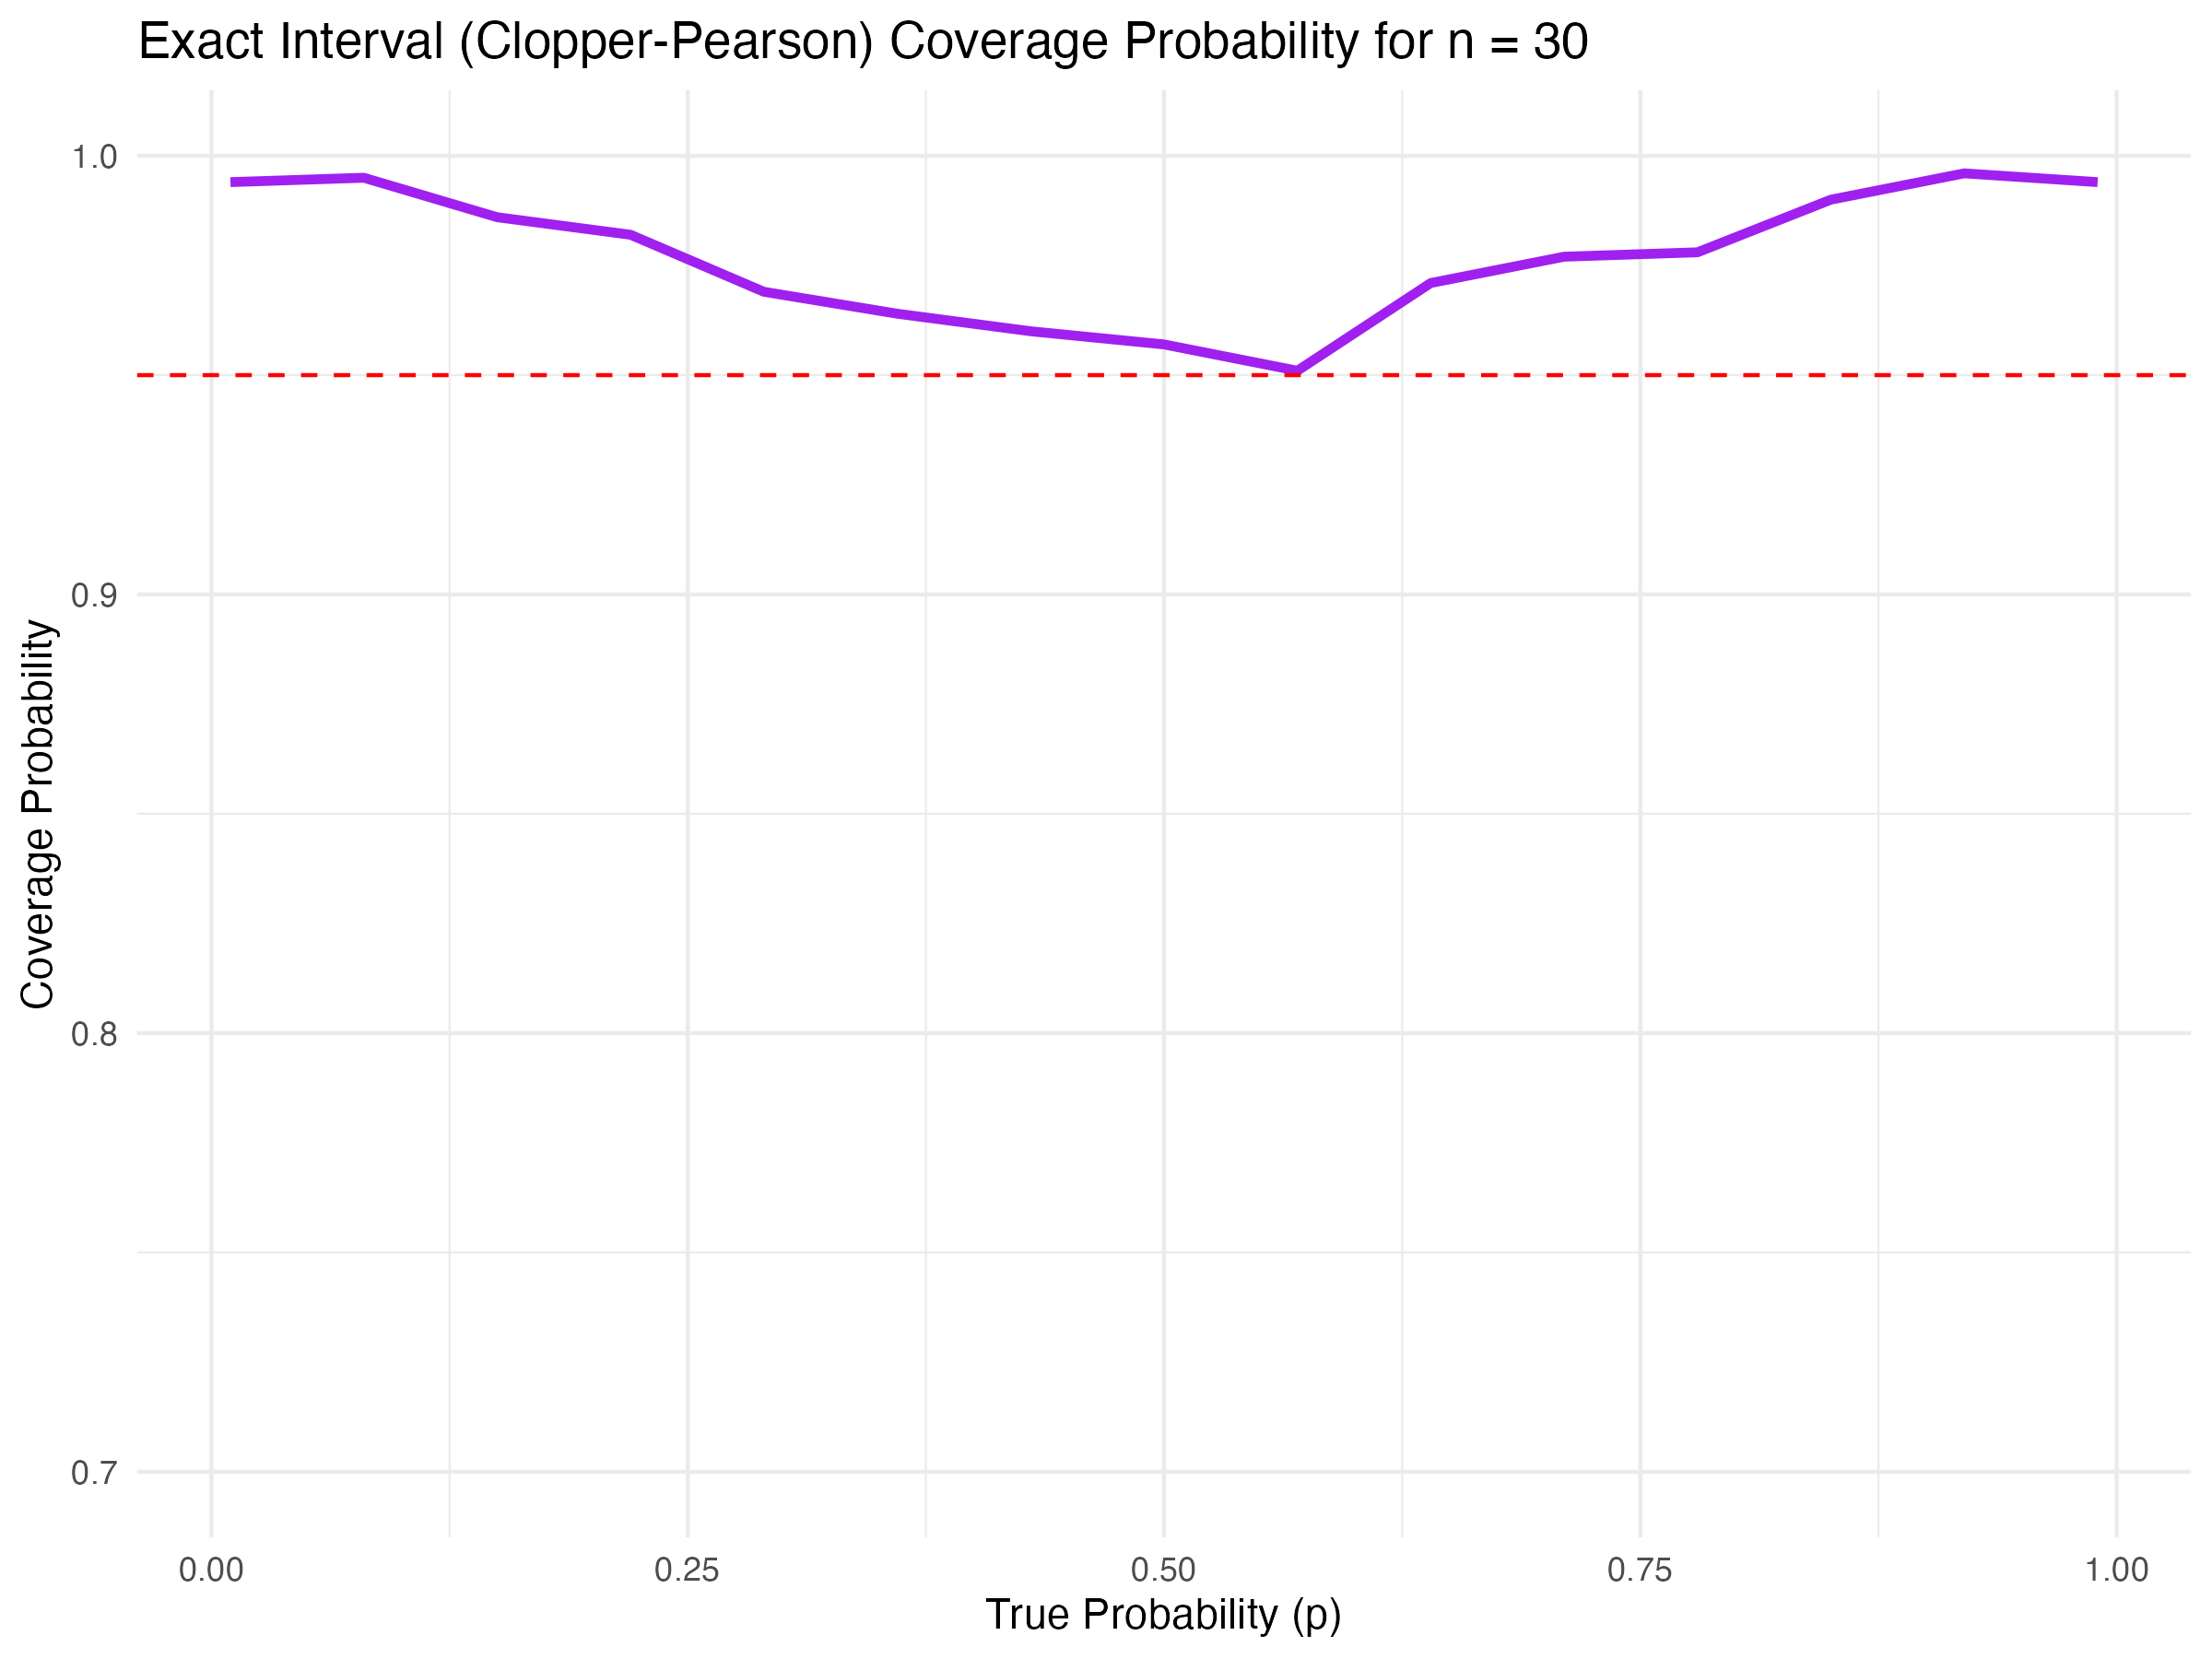 Exact Interval (Clopper-Pearson) Coverage Probability for n = 30
1.0
0.9
0.8
0.7
Coverage Probability
0.00 0.25 0.50 0.75 1.00
True Probability (p)